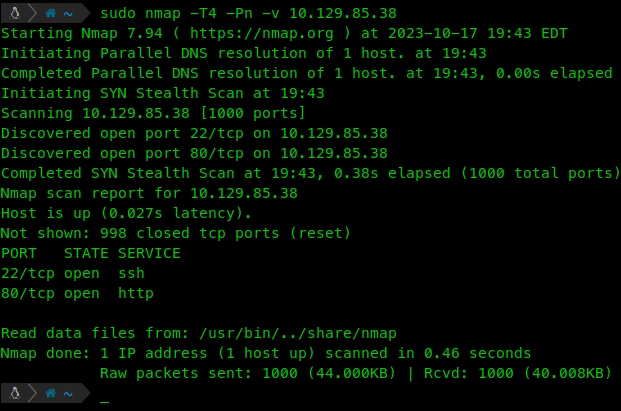 ~ sudo nmap -T4 -Pn -v 10.129.85.38
Starting Nmap 7.94 ( https://nmap.org ) at 2023-10-17 19:43 EDT
Initiating Parallel DNS resolution of 1 host. at 19:43
Completed Parallel DNS resolution of 1 host. at 19:43, 0.00s elapsed
Initiating SYN Stealth Scan at 19:43
Scanning 10.129.85.38 [1000 ports]
Discovered open port 22/tcp on 10.129.85.38
Discovered open port 80/tcp on 10.129.85.38
Completed SYN Stealth Scan at 19:43, 0.38s elapsed (1000 total ports)
Nmap scan report for 10.129.85.38
Host is up (0.027s latency).
Not shown: 998 closed tcp ports (reset)
PORT   STATE SERVICE
22/tcp open  ssh
80/tcp open  http

Read data files from: /usr/bin/../share/nmap
Nmap done: 1 IP address (1 host up) scanned in 0.46 seconds
           Raw packets sent: 1000 (44.000KB) | Rcvd: 1000 (40.008KB)
~ _